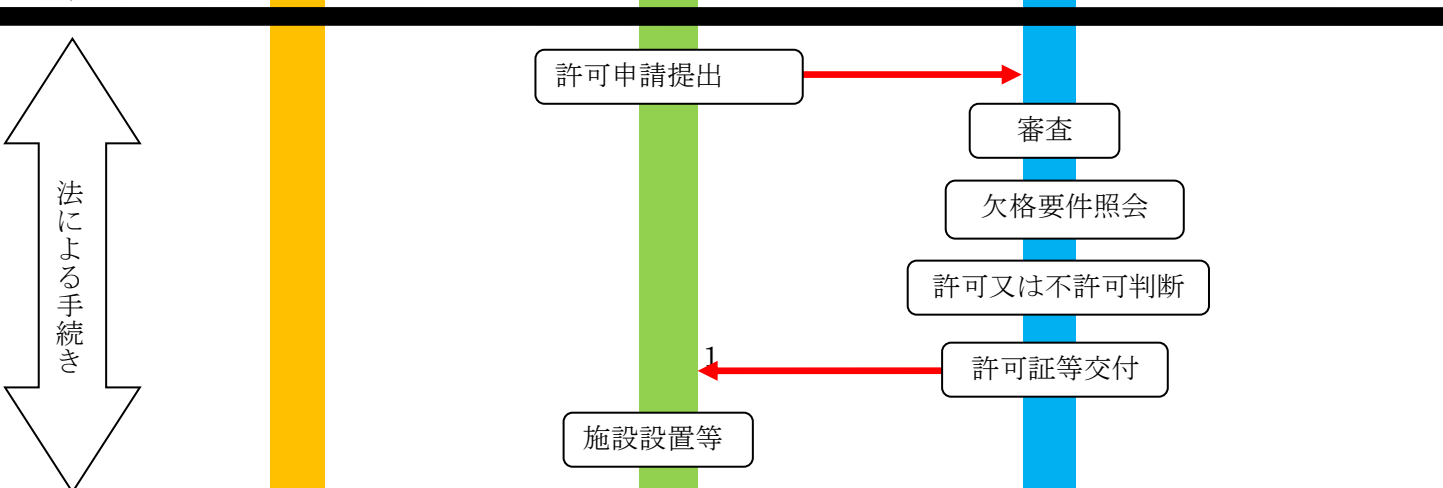 許可申請提出
審査
欠格要件照会
許可又は不許可判断
1
許可証等交付
施設設置等
法による手続き